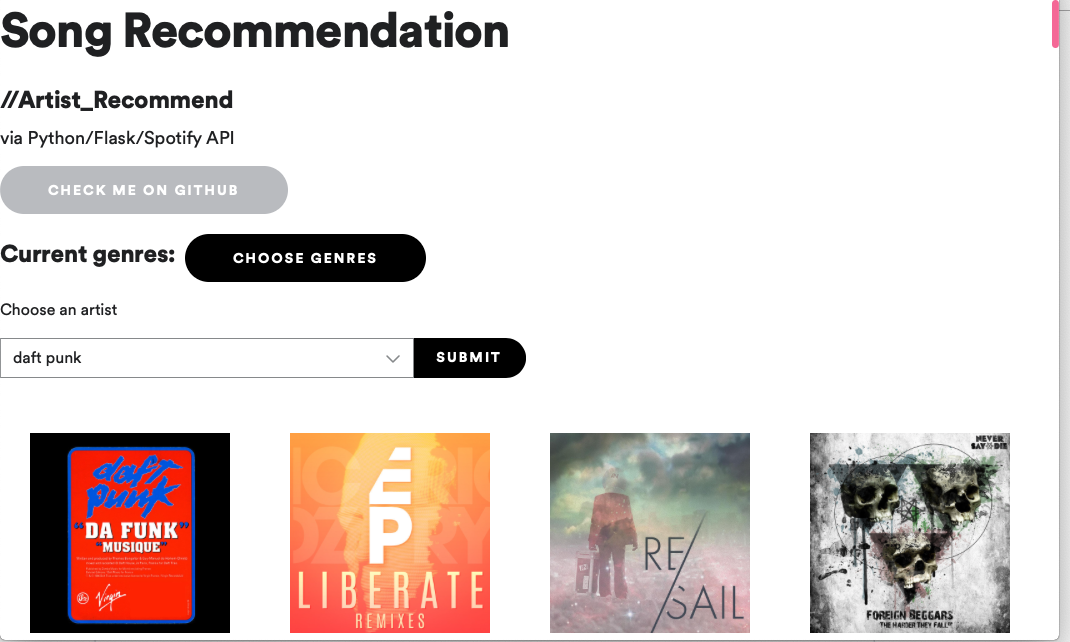 Song Recommendation
//Artist_Recommend
via Python/Flask/Spotify API
CHECK ME ON GITHUB
Current genres:
CHOOSE GENRES
Choose an artist
daft punk
SUBMIT
daft
punk
"DA FUNK"
"MUSIQUE"
Virgin
ÉP
LIBERATE
REMIXES
RE/
SAIL
NEVER
SAY DIE
FOREIGN BEGGARS
THE HARDER THEY FALL